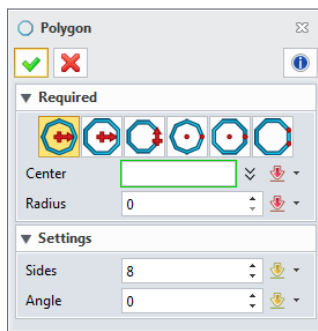 Polygon
Required
Center
Radius 0
Settings
Sides 8
Angle 0